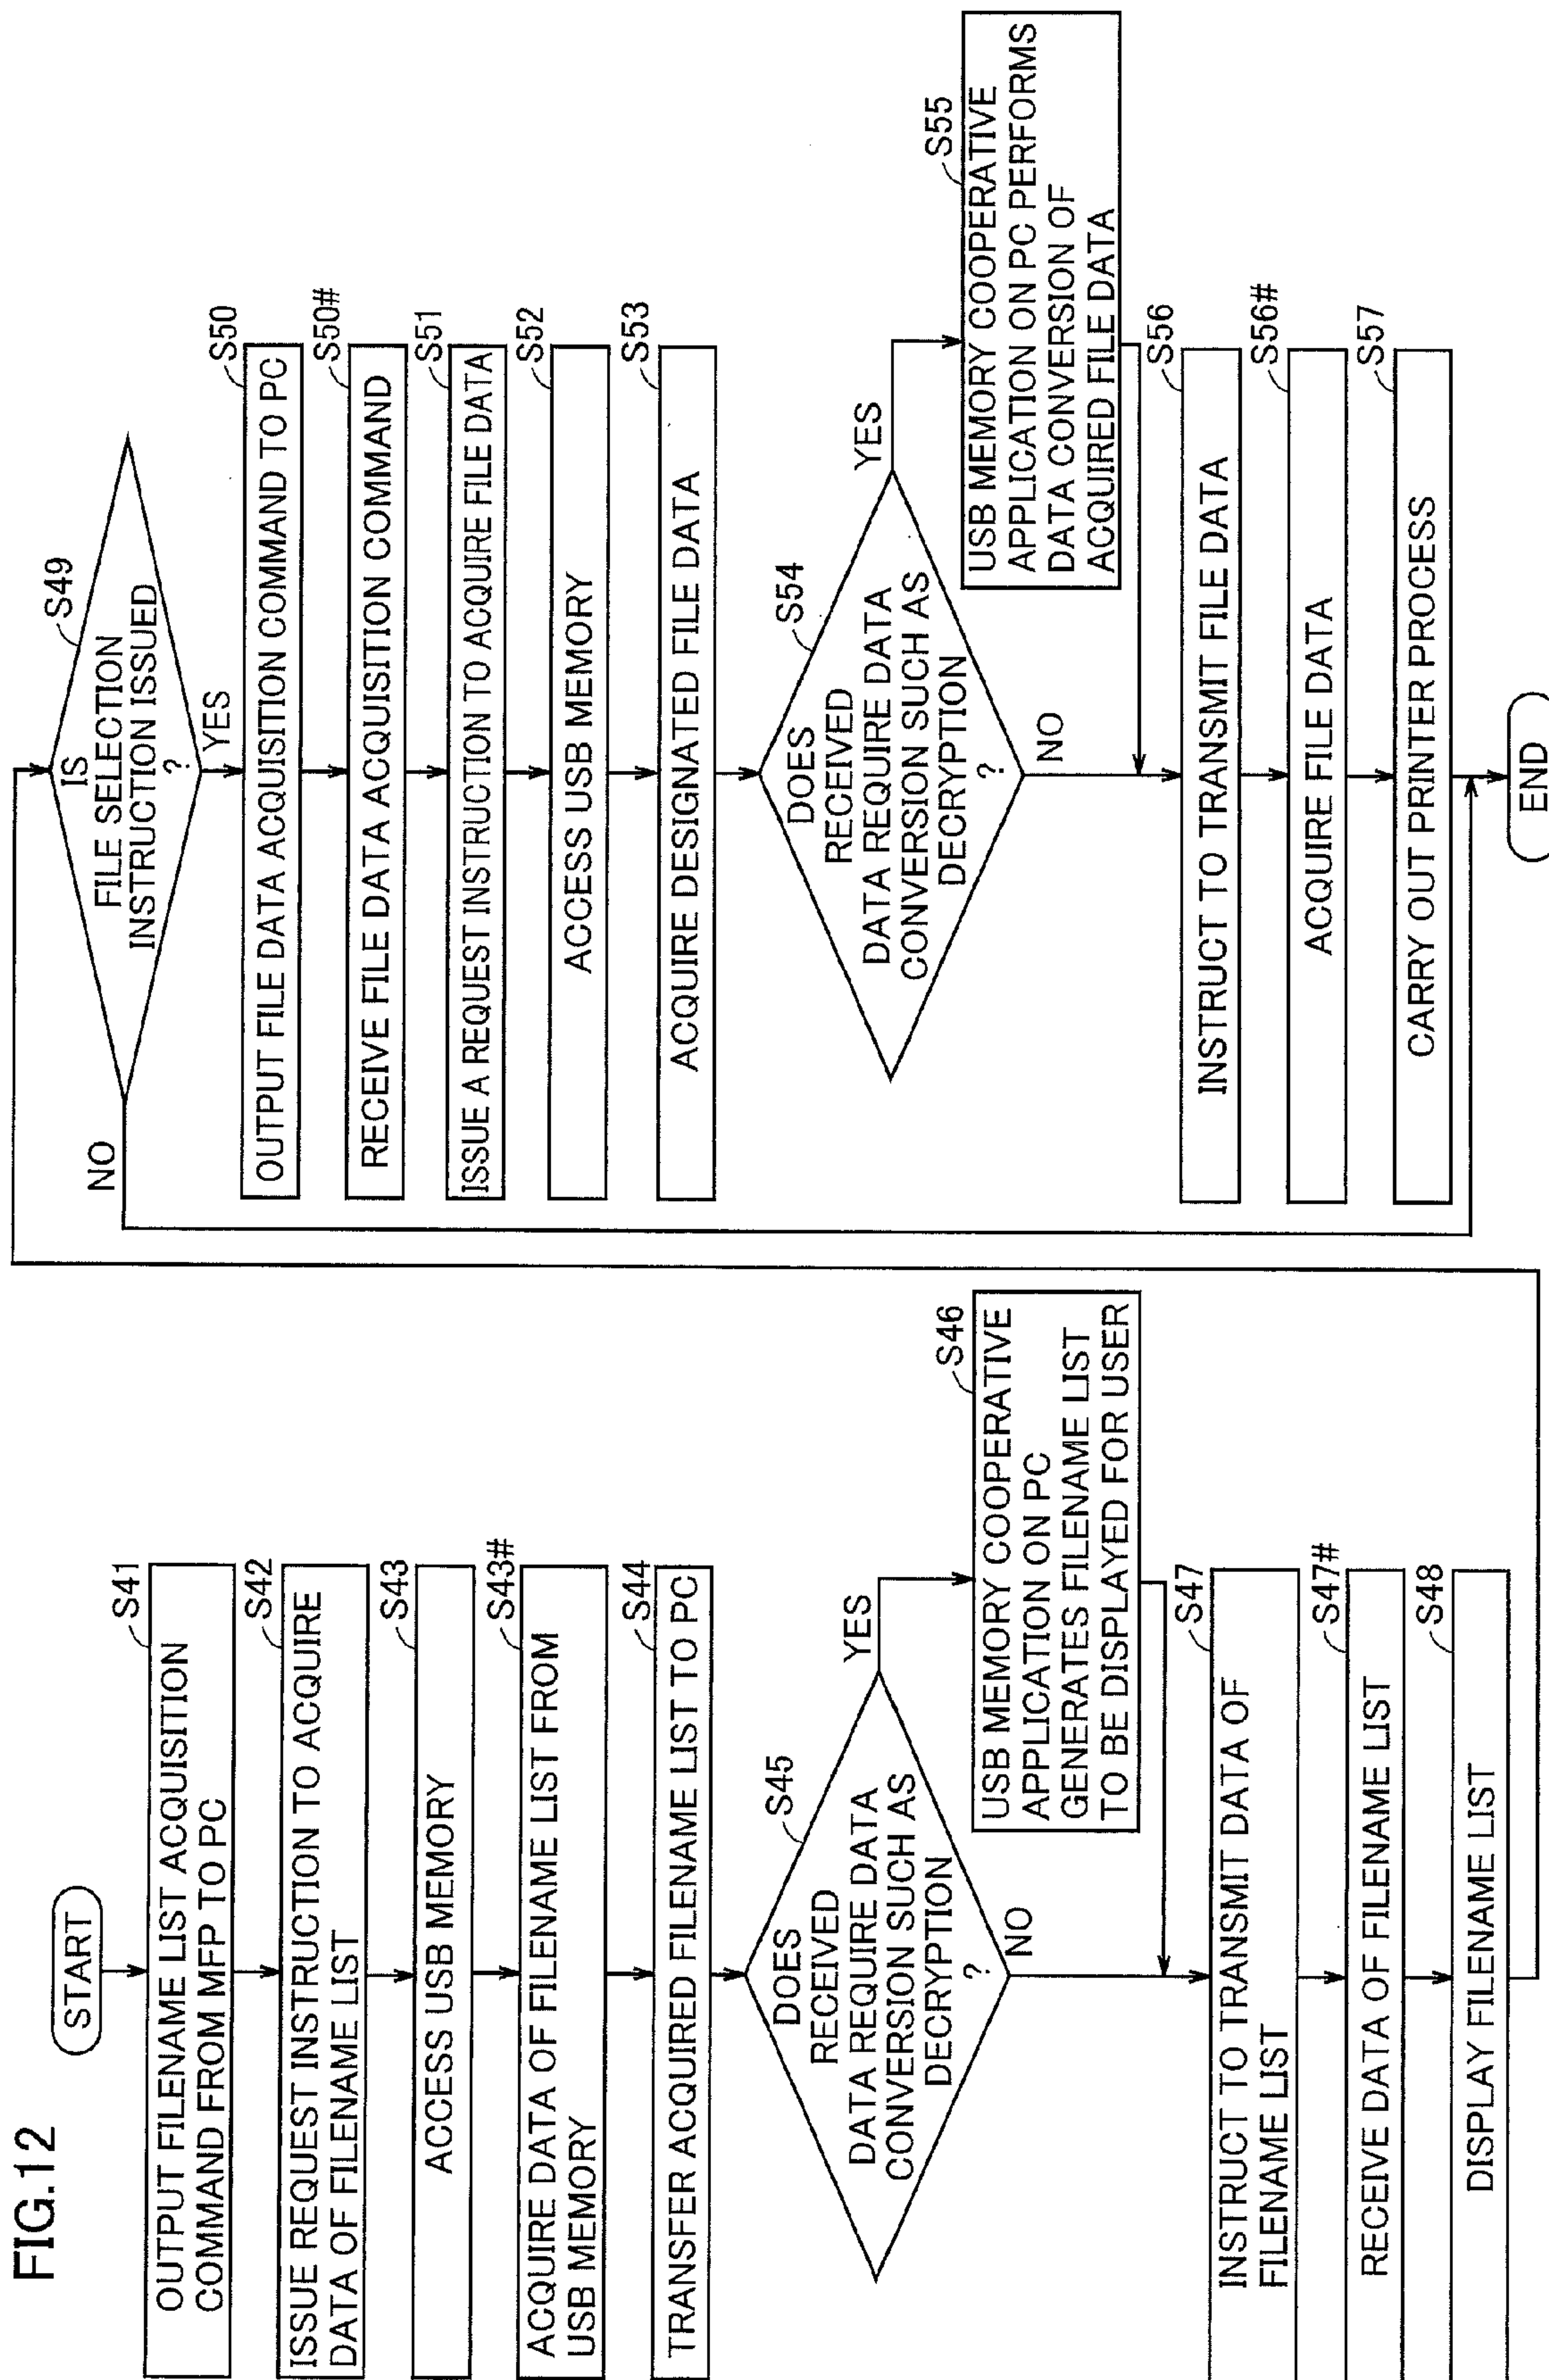 FIG.12
START
S41
OUTPUT FILENAME LIST ACQUISITION
COMMAND FROM MFP TO PC
S42
ISSUE REQUEST INSTRUCTION TO ACQUIRE
DATA OF FILENAME LIST
S43
ACCESS USB MEMORY
S43#
ACQUIRE DATA OF FILENAME LIST FROM
USB MEMORY
S44
TRANSFER ACQUIRED FILENAME LIST TO PC
S45
DOES
RECEIVED
DATA REQUIRE DATA
CONVERSION SUCH AS
DECRYPTION
?
YES
NO
S46
USB MEMORY COOPERATIVE
APPLICATION ON PC
GENERATES FILENAME LIST
TO BE DISPLAYED FOR USER
S47
INSTRUCT TO TRANSMIT DATA OF
FILENAME LIST
S47#
RECEIVE DATA OF FILENAME LIST
S48
DISPLAY FILENAME LIST
S49
IS
FILE SELECTION
INSTRUCTION ISSUED
?
NO
YES
S50
OUTPUT FILE DATA ACQUISITION COMMAND TO PC
S50#
RECEIVE FILE DATA ACQUISITION COMMAND
S51
ISSUE A REQUEST INSTRUCTION TO ACQUIRE FILE DATA
S52
ACCESS USB MEMORY
S53
ACQUIRE DESIGNATED FILE DATA
S54
DOES
RECEIVED
DATA REQUIRE DATA
CONVERSION SUCH AS
DECRYPTION
?
YES
NO
S55
USB MEMORY COOPERATIVE
APPLICATION ON PC PERFORMS
DATA CONVERSION OF
ACQUIRED FILE DATA
S56
INSTRUCT TO TRANSMIT FILE DATA
S56#
ACQUIRE FILE DATA
S57
CARRY OUT PRINTER PROCESS
END